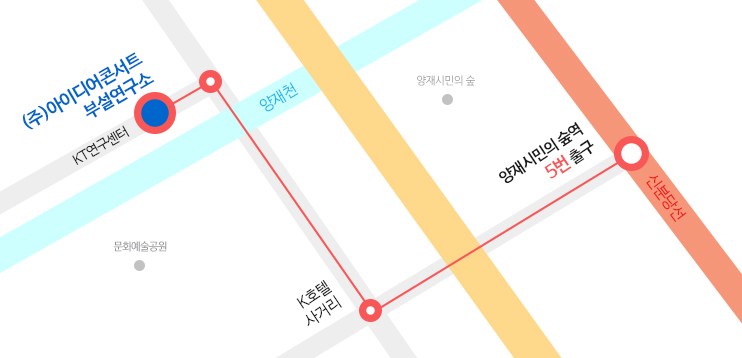 (주)아이디어콘서트
부설연구소
KT연구센터
양재천
양재시민의 숲
양재시민의 숲역
5번 출구
신분당선
문화예술공원
K호텔
사거리